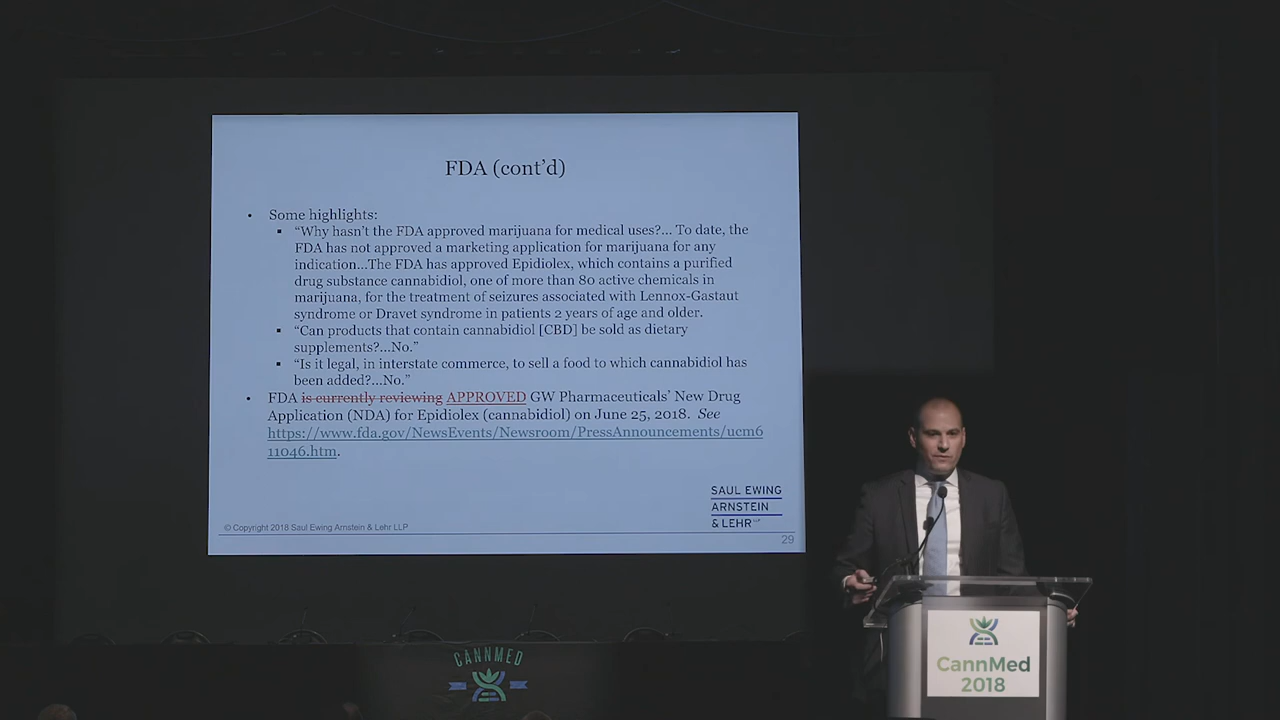 FDA (cont’d)
• Some highlights:
▪ “Why hasn’t the FDA approved marijuana for medical uses?... To date, the
FDA has not approved a marketing application for marijuana for any
indication...The FDA has approved Epidiolex, which contains a purified
drug substance cannabidiol, one of more than 80 active chemicals in
marijuana, for the treatment of seizures associated with Lennox-Gastaut
syndrome or Dravet syndrome in patients 2 years of age and older.
▪ “Can products that contain cannabidiol [CBD] be sold as dietary
supplements?...No.”
▪ “Is it legal, in interstate commerce, to sell a food to which cannabidiol has
been added?...No.”
• FDA is currently reviewing APPROVED GW Pharmaceuticals’ New Drug
Application (NDA) for Epidiolex (cannabidiol) on June 25, 2018. See
https://www.fda.gov/NewsEvents/Newsroom/PressAnnouncements/ucm6
11046.htm.
SAUL EWING
ARNSTEIN
& LEHR LLP
© Copyright 2018 Saul Ewing Arnstein & Lehr LLP
29
CANNMED
CannMed
2018